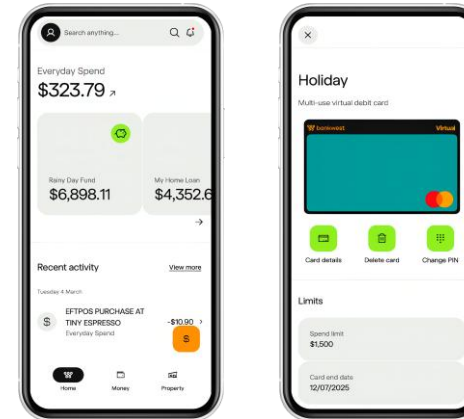 Search anything...
Everyday Spend
$323.79
Rainy Day Fund
$6,898.11
My Home Loan
$4,352.6
Recent activity
View more
Tuesday 4 March
EFTPOS PURCHASE AT
TINY ESPRESSO
Everyday Spend
-$10.90
$
$
Home
Money
Property
Holiday
Multi-use virtual debit card
bankwest
Virtual
Card details
Delete card
Change PIN
Limits
Spend limit
$1,500
Card end date
12/07/2025